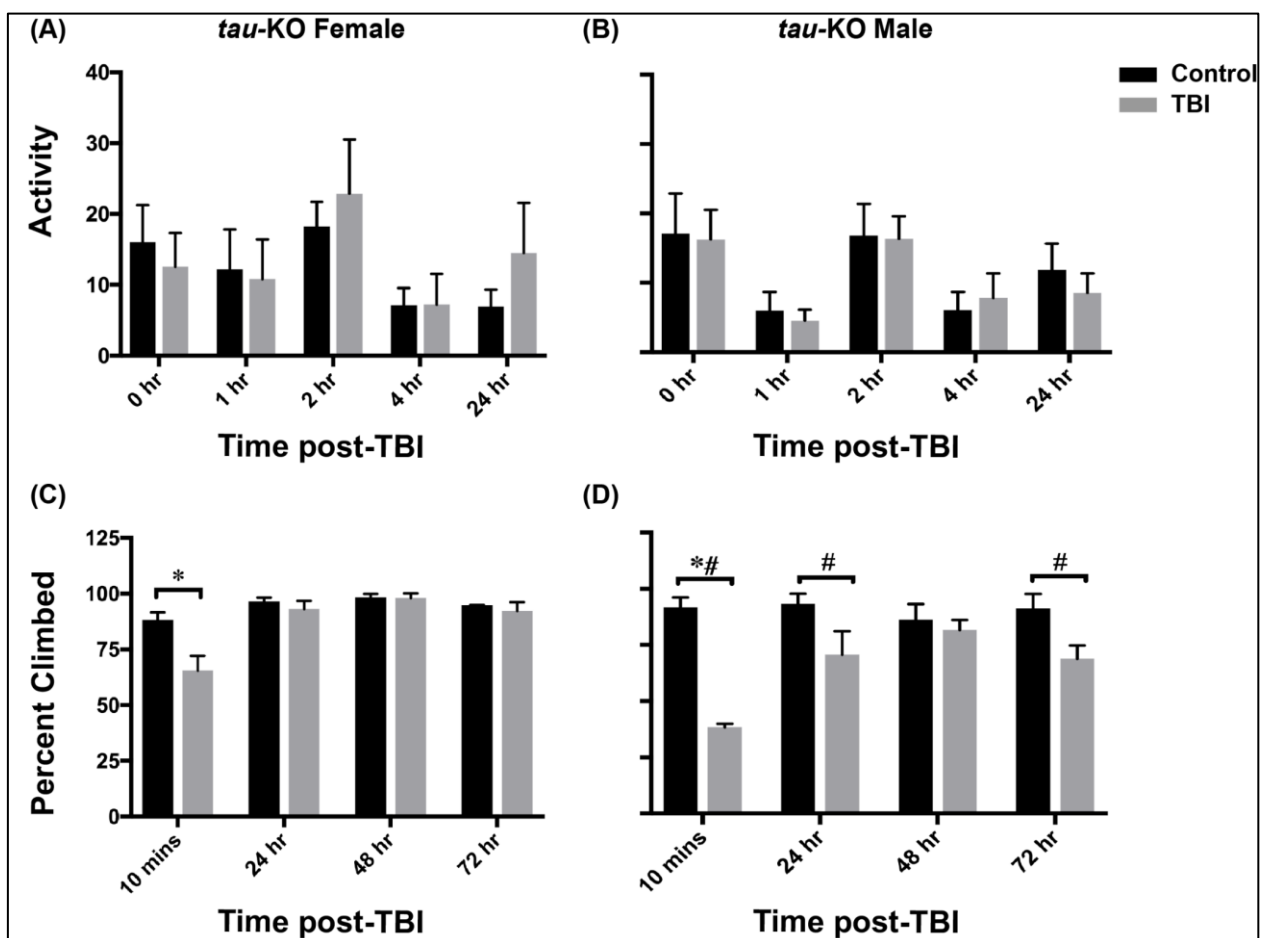 (A) tau-KO Female
(B) tau-KO Male
Control
TBI
Activity
40
30
20
10
0
0 hr
1 hr
2 hr
4 hr
24 hr
Time post-TBI
0 hr
1 hr
2 hr
4 hr
24 hr
Time post-TBI
(C)
Percent Climbed
125
100
75
50
25
0
*
10 mins
24 hr
48 hr
72 hr
Time post-TBI
(D)
*#
#
#
10 mins
24 hr
48 hr
72 hr
Time post-TBI